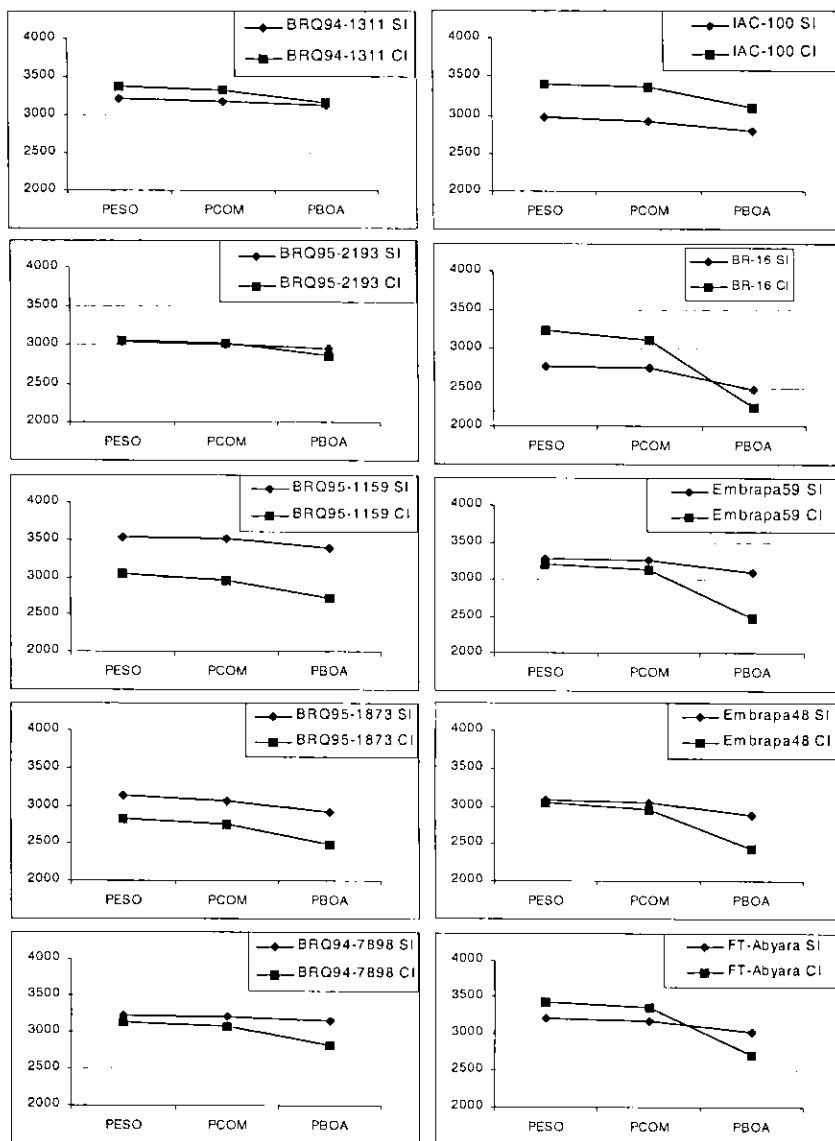 BRQ94-1311 SI
BRQ94-1311 CI
4000
3500
3000
2500
2000
PESO PCOM PBOA
IAC-100 SI
IAC-100 CI
4000
3500
3000
2500
2000
PESO PCOM PBOA
BRQ95-2193 SI
BRQ95-2193 CI
4000
3500
3000
2500
2000
PESO PCOM PBOA
BR-16 SI
BR-16 CI
4000
3500
3000
2500
2000
PESO PCOM PBOA
BRQ95-1159 SI
BRQ95-1159 CI
4000
3500
3000
2500
2000
PESO PCOM PBOA
Embrapa59 SI
Embrapa59 CI
4000
3500
3000
2500
2000
PESO PCOM PBOA
BRQ95-1873 SI
BRQ95-1873 CI
4000
3500
3000
2500
2000
PESO PCOM PBOA
Embrapa48 SI
Embrapa48 CI
4000
3500
3000
2500
2000
PESO PCOM PBOA
BRQ94-7898 SI
BRQ94-7898 CI
4000
3500
3000
2500
2000
PESO PCOM PBOA
FT-Abyara SI
FT-Abyara CI
4000
3500
3000
2500
2000
PESO PCOM PBOA